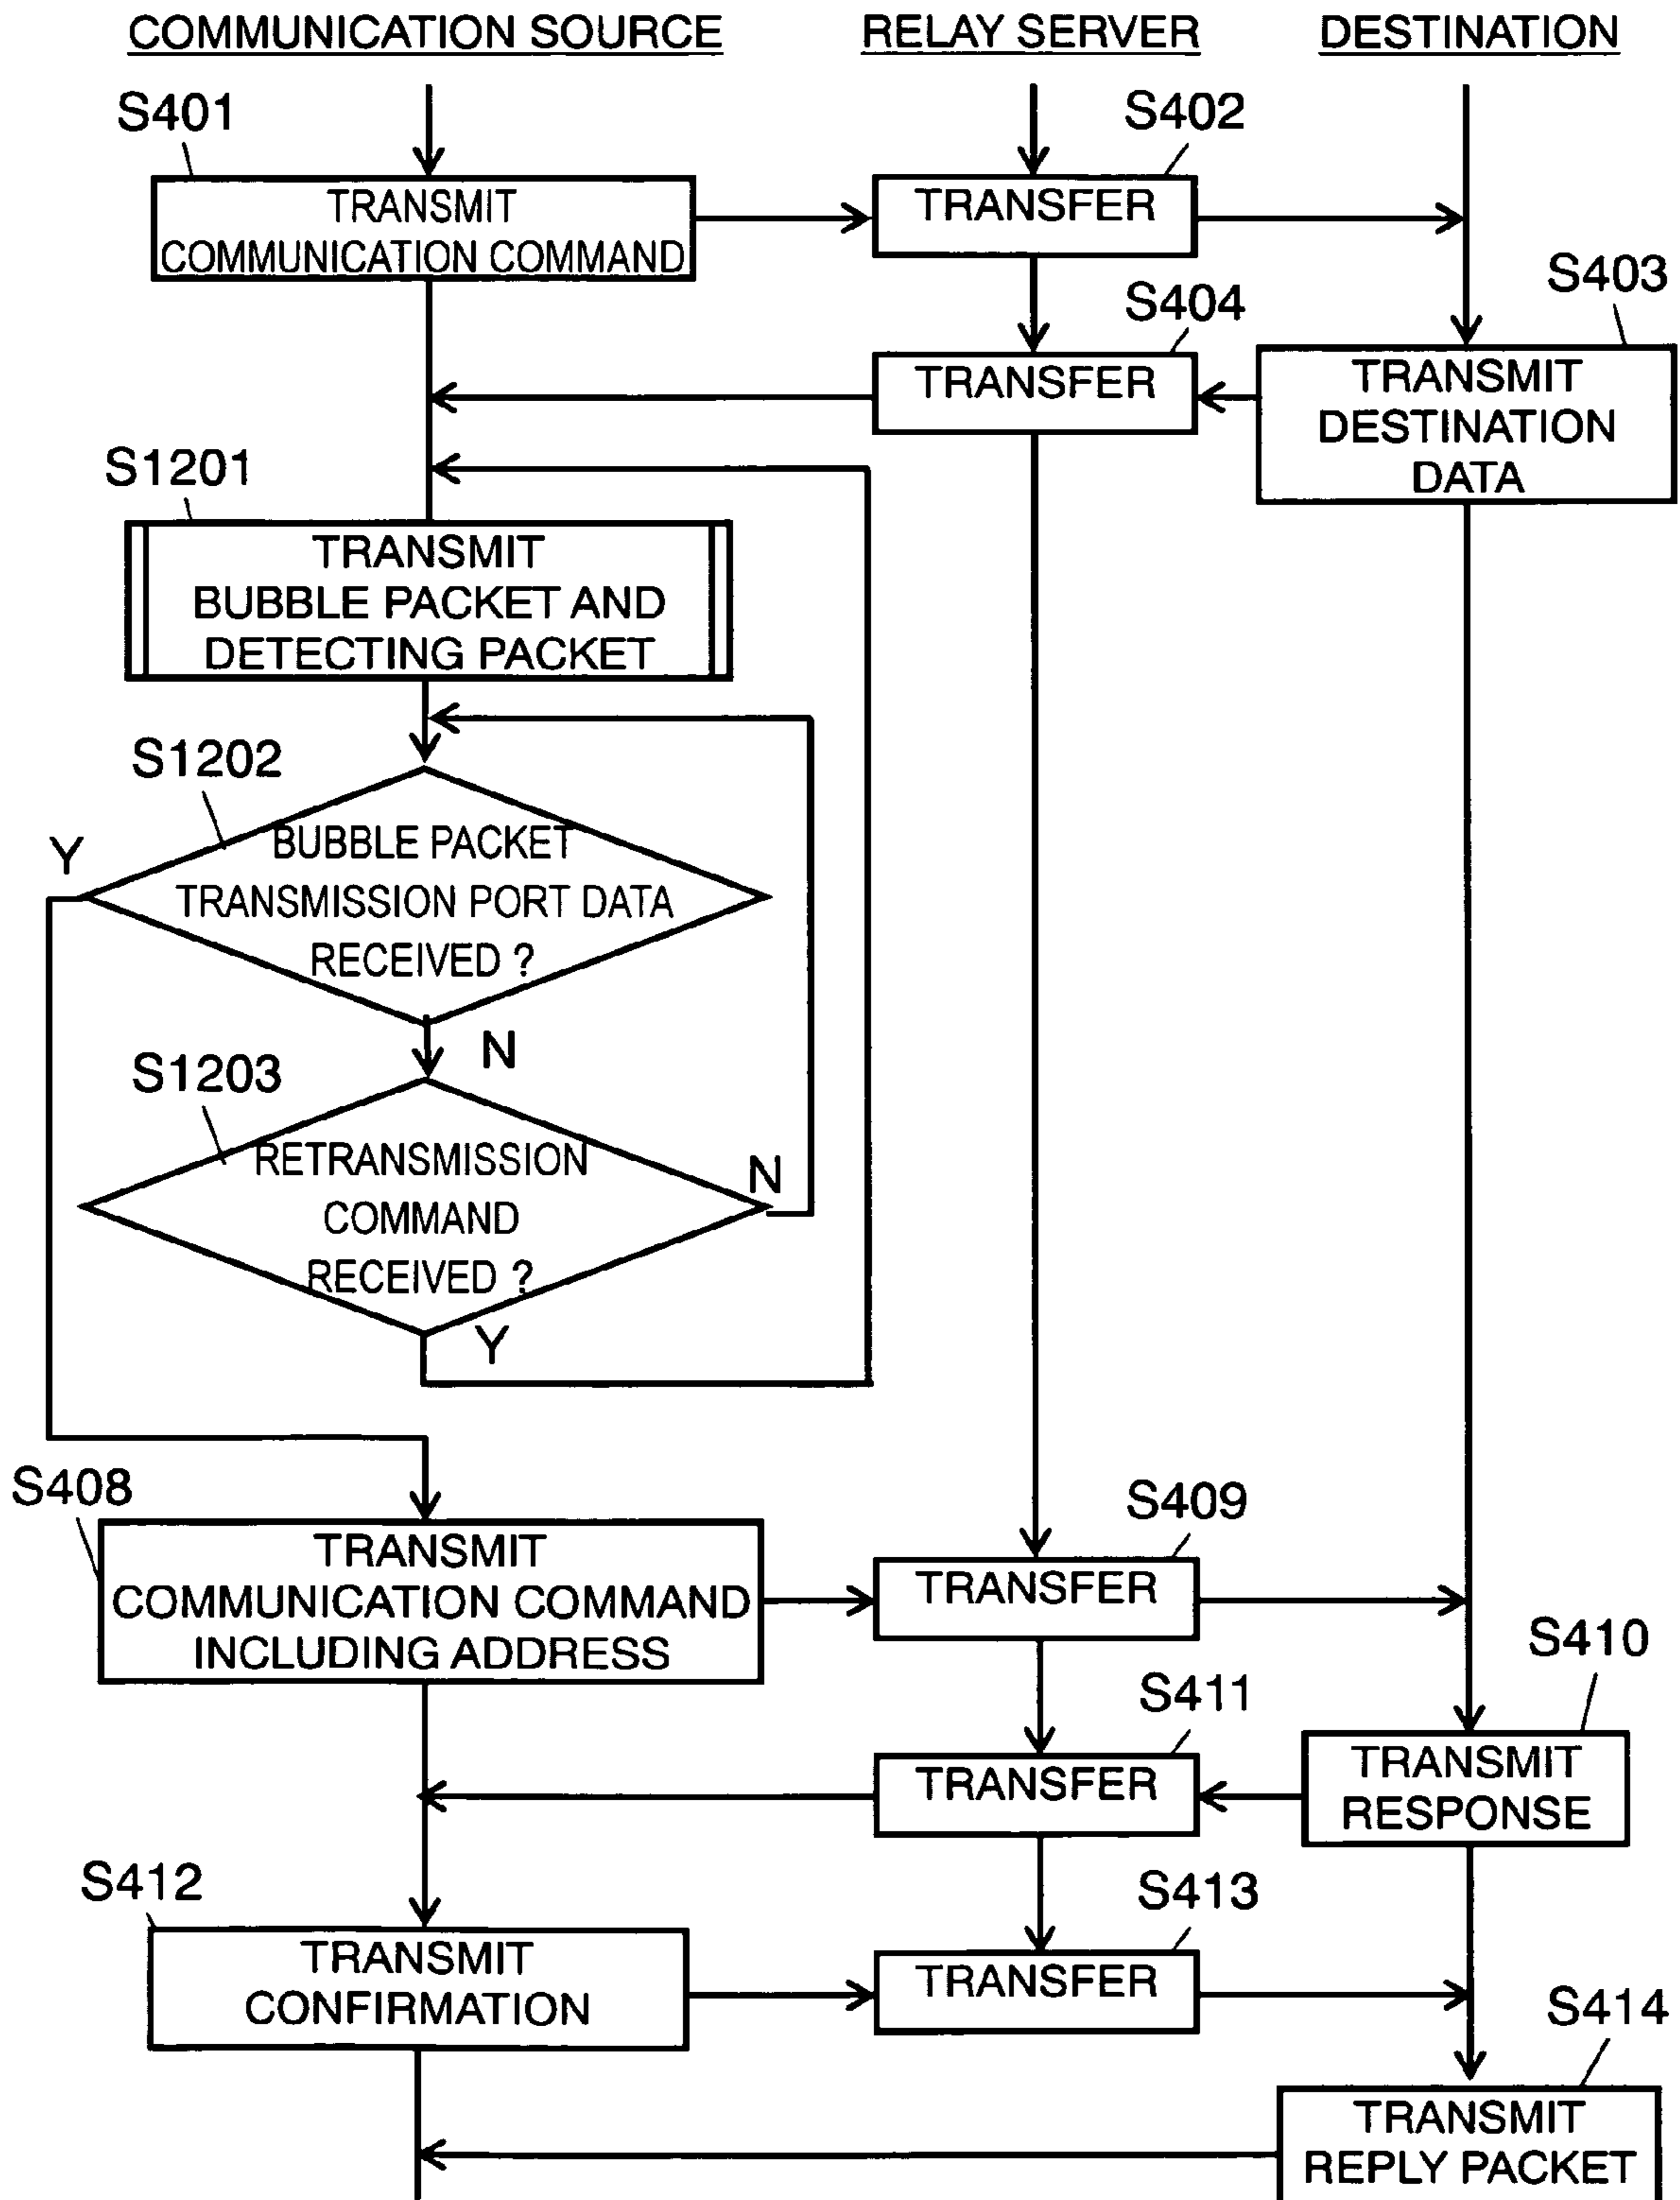 COMMUNICATION SOURCE
RELAY SERVER
DESTINATION
S401
S402
TRANSMIT
COMMUNICATION COMMAND
TRANSFER
S403
S404
TRANSFER
TRANSMIT
DESTINATION
DATA
S1201
TRANSMIT
BUBBLE PACKET AND
DETECTING PACKET
S1202
Y
BUBBLE PACKET
TRANSMISSION PORT DATA
RECEIVED ?
N
S1203
RETRANSMISSION
COMMAND
RECEIVED ?
N
Y
S408
TRANSMIT
COMMUNICATION COMMAND
INCLUDING ADDRESS
S409
TRANSFER
S410
S411
TRANSFER
TRANSMIT
RESPONSE
S412
TRANSMIT
CONFIRMATION
S413
TRANSFER
S414
TRANSMIT
REPLY PACKET